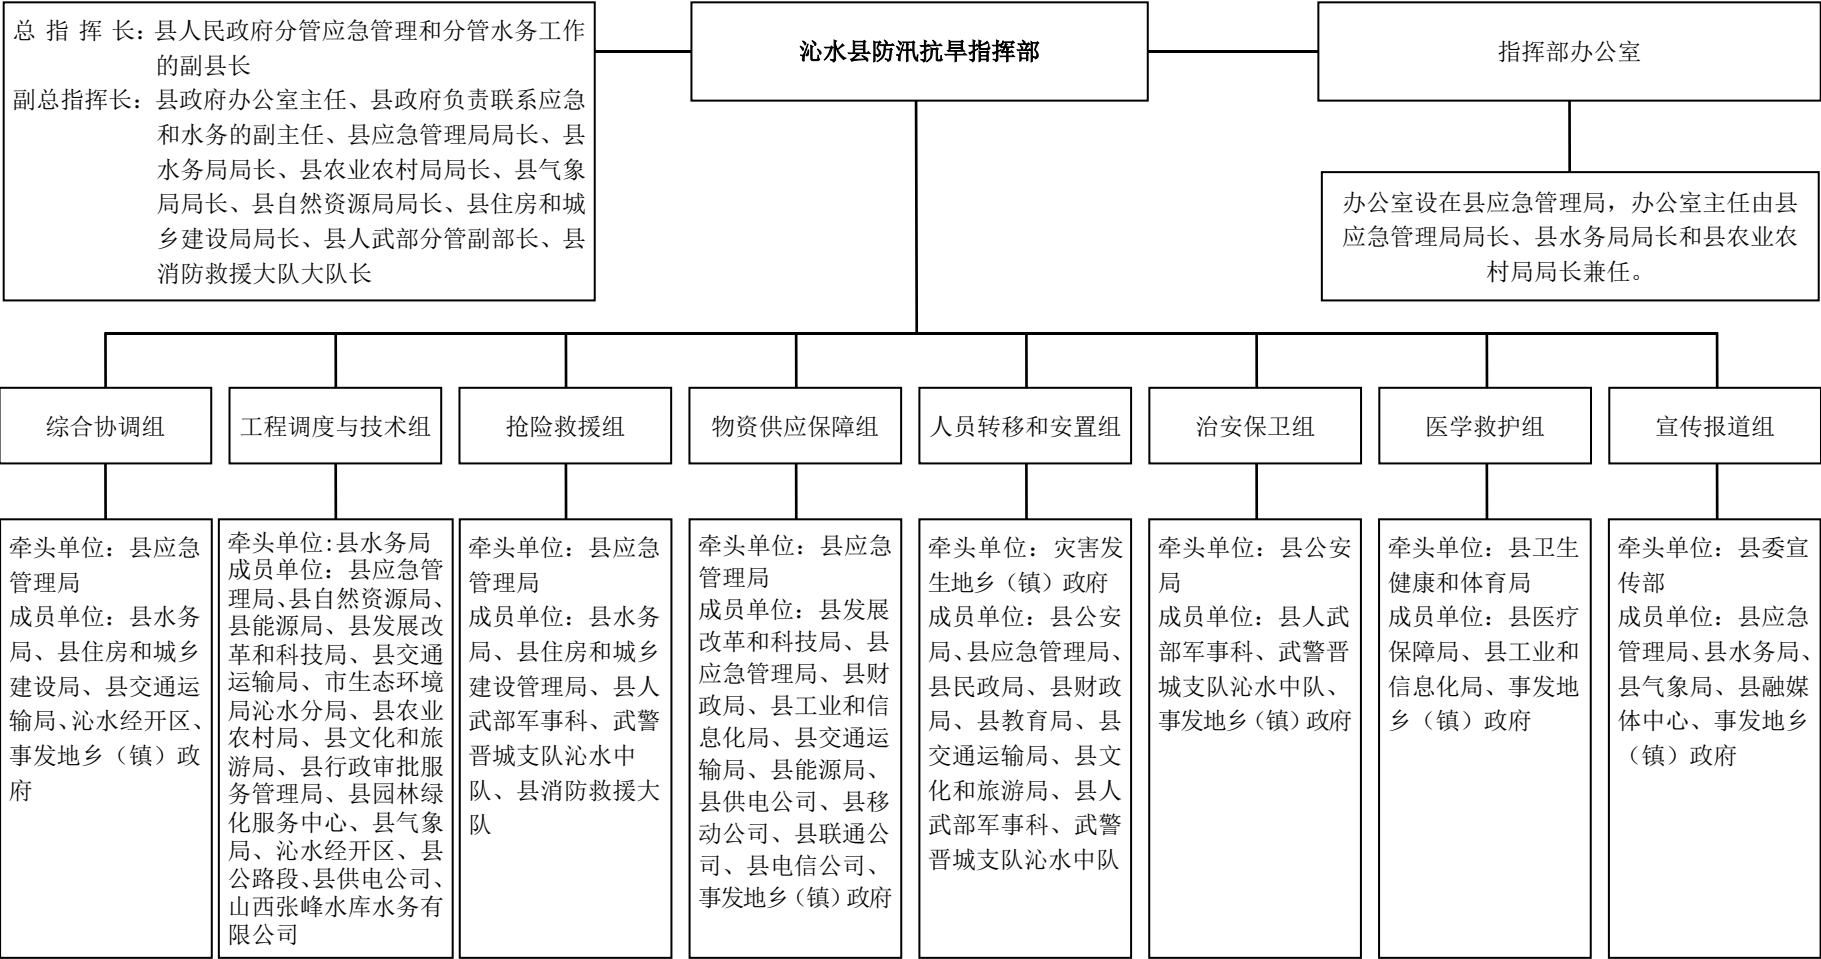 总 指 挥 长：县人民政府分管应急管理和分管水务工作
的副县长
副总指挥长：县政府办公室主任、县政府负责联系应急
和水务的副主任、县应急管理局局长、县
水务局局长、县农业农村局局长、县气象
局局长、县自然资源局局长、县住房和城
乡建设局局长、县人武部分管副部长、县
消防救援大队大队长
沁水县防汛抗旱指挥部
指挥部办公室
办公室设在县应急管理局，办公室主任由县
应急管理局局长、县水务局局长和县农业农
村局局长兼任。
综合协调组
工程调度与技术组
抢险救援组
物资供应保障组
人员转移和安置组
治安保卫组
医学救护组
宣传报道组
牵头单位：县应急
管理局
成员单位：县水务
局、县住房和城乡
建设局、县交通运
输局、沁水经开区、
事发地乡（镇）政
府
牵头单位:县水务局
成员单位：县应急管
理局、县自然资源局、
县能源局、县发展改
革和科技局、县交通
运输局、市生态环境
局沁水分局、县农业
农村局、县文化和旅
游局、县行政审批服
务管理局、县园林绿
化服务中心、县气象
局、沁水经开区、县
公路段、县供电公司、
山西张峰水库水务有
限公司
牵头单位：县应急
管理局
成员单位：县水务
局、县住房和城乡
建设管理局、县人
武部军事科、武警
晋城支队沁水中
队、县消防救援大
队
牵头单位：县应急
管理局
成员单位：县发展
改革和科技局、县
应急管理局、县财
政局、县工业和信
息化局、县交通运
输局、县能源局、
县供电公司、县移
动公司、县联通公
司、县电信公司、
事发地乡（镇）政府
牵头单位：灾害发
生地乡（镇）政府
成员单位：县公安
局、县应急管理局、
县民政局、县财政
局、县教育局、县
交通运输局、县文
化和旅游局、县人
武部军事科、武警
晋城支队沁水中队
牵头单位：县公安
局
成员单位：县人武
部军事科、武警晋
城支队沁水中队、
事发地乡（镇）政府
牵头单位：县卫生
健康和体育局
成员单位：县医疗
保障局、县工业和
信息化局、事发地
乡（镇）政府
牵头单位：县委宣
传部
成员单位：县应急
管理局、县水务局、
县气象局、县融媒
体中心、事发地乡
（镇）政府